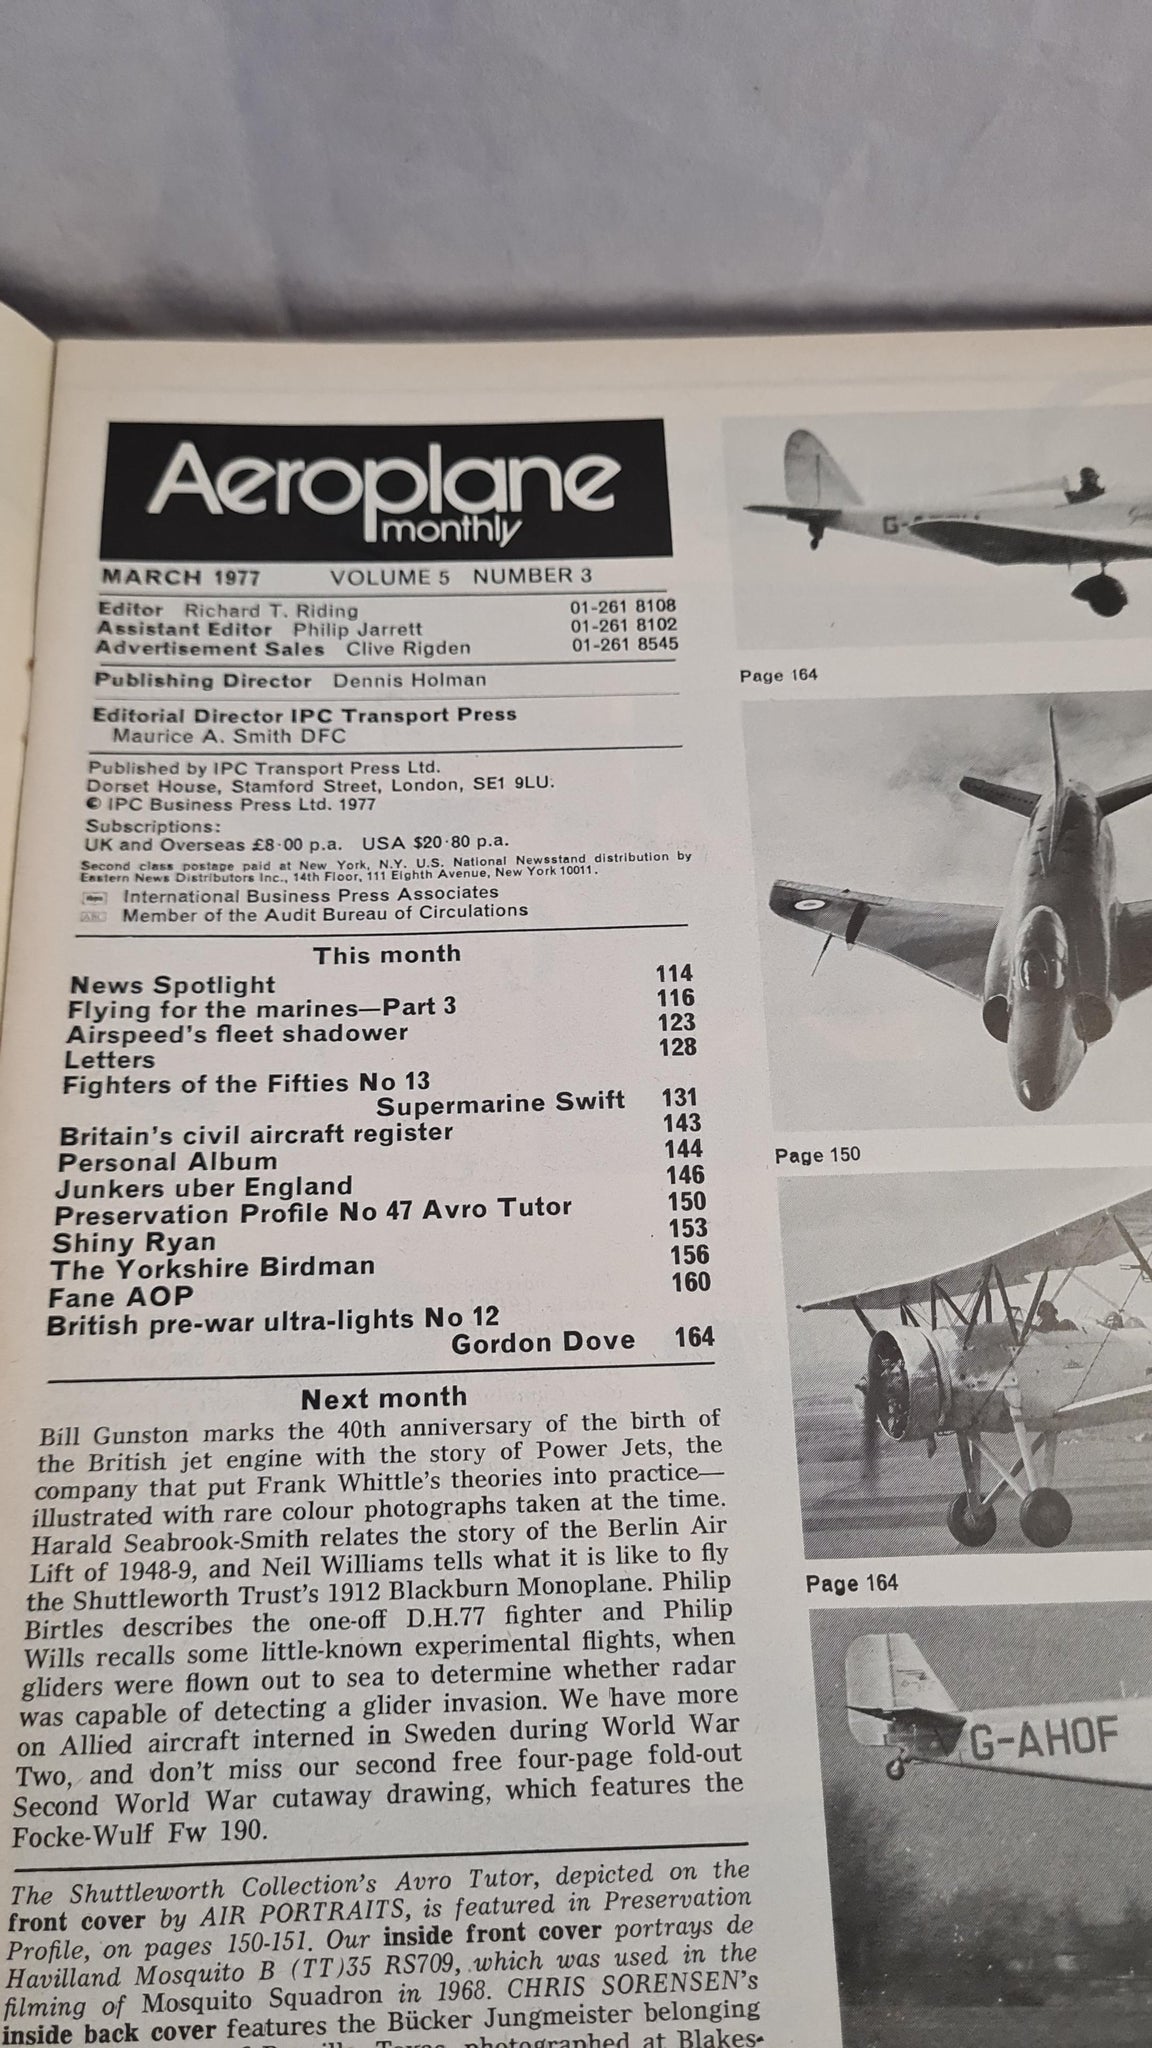 Aeroplane
monthly
MARCH 1977 VOLUME 5 NUMBER 3
Editor Richard T. Riding 01-261 8108
Assistant Editor Philip Jarrett 01-261 8102
Advertisement Sales Clive Rigden 01-261 8545
Publishing Director Dennis Holman
Editorial Director IPC Transport Press
Maurice A. Smith DFC
Published by IPC Transport Press Ltd.
Dorset House, Stamford Street, London, SE1 9LU.
© IPC Business Press Ltd. 1977
Subscriptions:
UK and Overseas £8·00 p.a. USA $20·80 p.a.
Second class postage paid at New York, N.Y. U.S. National Newsstand distribution by
Eastern News Distributors Inc., 14th Floor, 111 Eighth Avenue, New York 10011.
International Business Press Associates
ABC Member of the Audit Bureau of Circulations
This month
News Spotlight 114
Flying for the marines—Part 3 116
Airspeed's fleet shadower 123
Letters 128
Fighters of the Fifties No 13
Supermarine Swift 131
Britain's civil aircraft register 143
Personal Album 144
Junkers uber England 146
Preservation Profile No 47 Avro Tutor 150
Shiny Ryan 153
The Yorkshire Birdman 156
Fane AOP 160
British pre-war ultra-lights No 12
Gordon Dove 164
Next month
Bill Gunston marks the 40th anniversary of the birth of
the British jet engine with the story of Power Jets, the
company that put Frank Whittle's theories into practice—
illustrated with rare colour photographs taken at the time.
Harald Seabrook-Smith relates the story of the Berlin Air
Lift of 1948-9, and Neil Williams tells what it is like to fly
the Shuttleworth Trust's 1912 Blackburn Monoplane. Philip
Birtles describes the one-off D.H.77 fighter and Philip
Wills recalls some little-known experimental flights, when
gliders were flown out to sea to determine whether radar
was capable of detecting a glider invasion. We have more
on Allied aircraft interned in Sweden during World War
Two, and don't miss our second free four-page fold-out
Second World War cutaway drawing, which features the
Focke-Wulf Fw 190.
The Shuttleworth Collection's Avro Tutor, depicted on the
front cover by AIR PORTRAITS, is featured in Preservation
Profile, on pages 150-151. Our inside front cover portrays de
Havilland Mosquito B (TT)35 RS709, which was used in the
filming of Mosquito Squadron in 1968. CHRIS SORENSEN's
inside back cover features the Bücker Jungmeister belonging
photographed at Blakes-
Page 164
Page 150
Page 164
G-AHOF